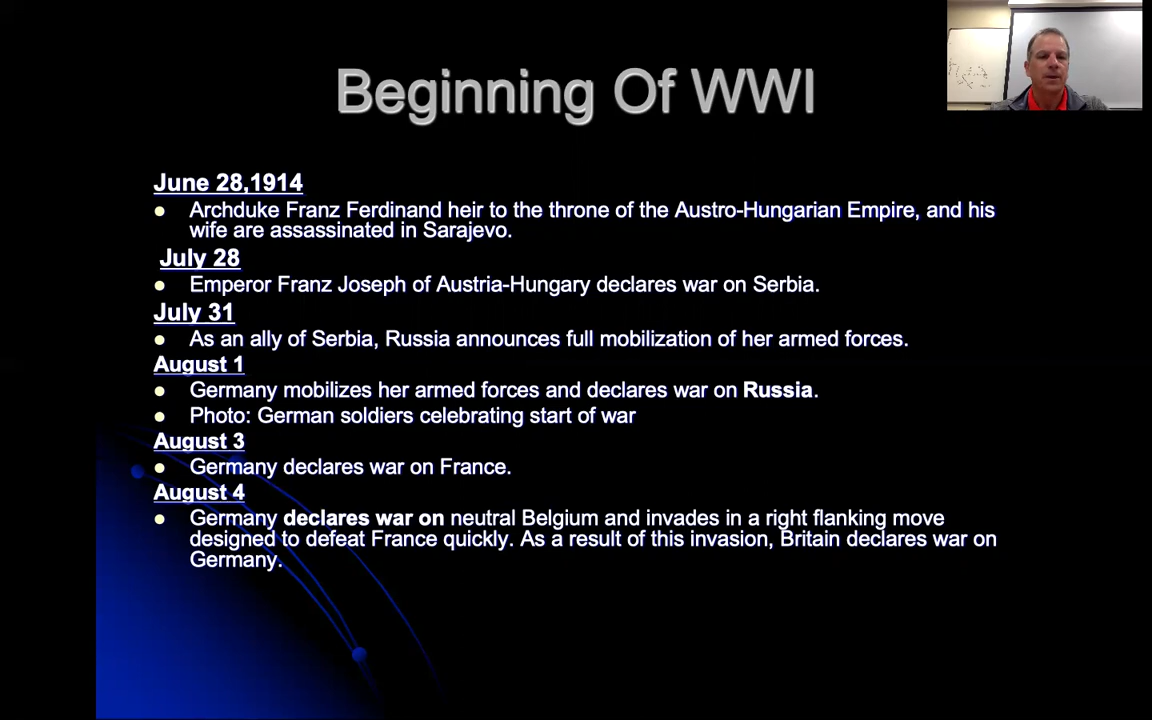 Beginning Of WWI
June 28,1914
● Archduke Franz Ferdinand heir to the throne of the Austro-Hungarian Empire, and his
wife are assassinated in Sarajevo.
July 28
● Emperor Franz Joseph of Austria-Hungary declares war on Serbia.
July 31
● As an ally of Serbia, Russia announces full mobilization of her armed forces.
August 1
● Germany mobilizes her armed forces and declares war on Russia.
● Photo: German soldiers celebrating start of war
August 3
● Germany declares war on France.
August 4
● Germany declares war on neutral Belgium and invades in a right flanking move
designed to defeat France quickly. As a result of this invasion, Britain declares war on
Germany.